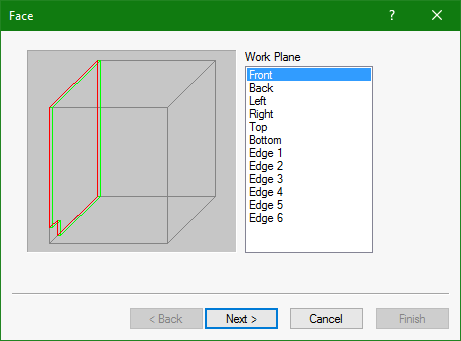 Face
?
Work Plane
Front
Back
Left
Right
Top
Bottom
Edge 1
Edge 2
Edge 3
Edge 4
Edge 5
Edge 6
< Back
Next >
Cancel
Finish